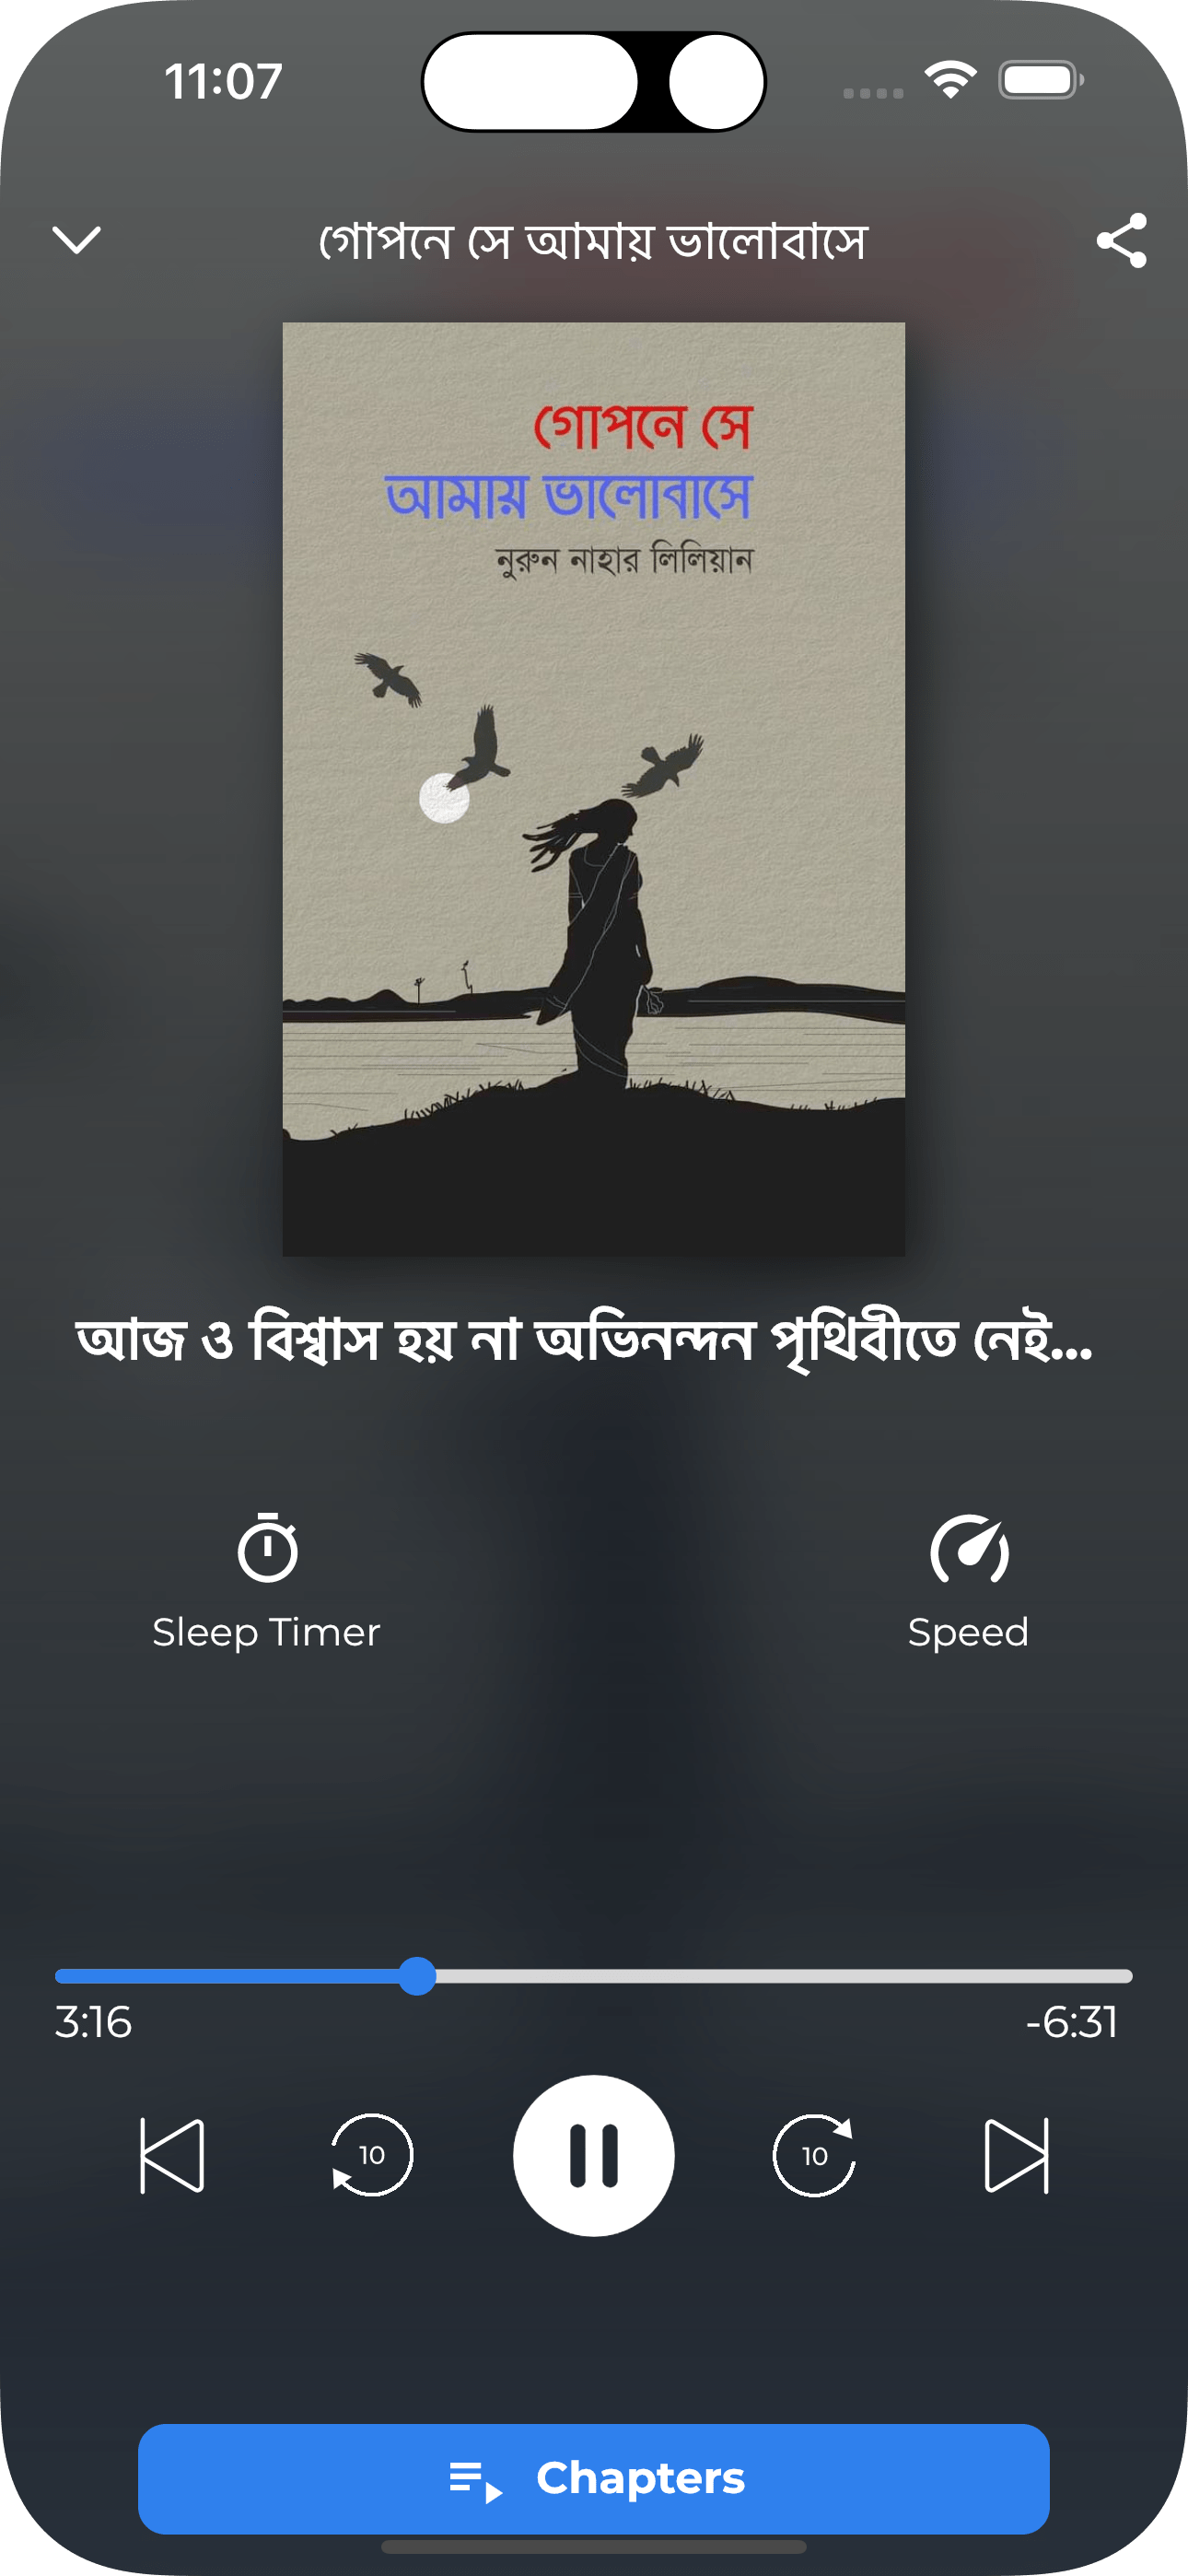 11:07
গোপনে সে আমায় ভালোবাসে
গোপনে সে
আমায় ভালোবাসে
নুরুন নাহার লিলিয়ান
আজ ও বিশ্বাস হয় না অভিনন্দন পৃথিবীতে নেই...
Sleep Timer
Speed
3:16
-6:31
10
10
Chapters